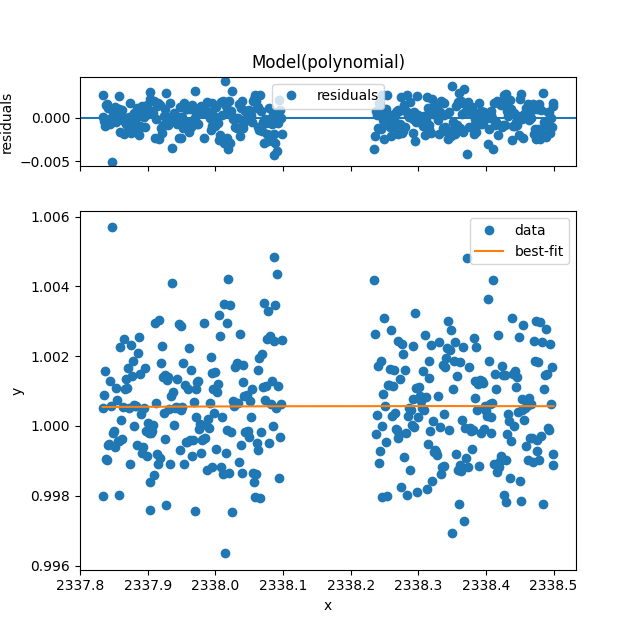 Model(polynomial)
residuals
0.000
−0.005
residuals
1.006
1.004
1.002
1.000
0.998
0.996
y
data
best-fit
2337.8 2337.9 2338.0 2338.1 2338.2 2338.3 2338.4 2338.5
x